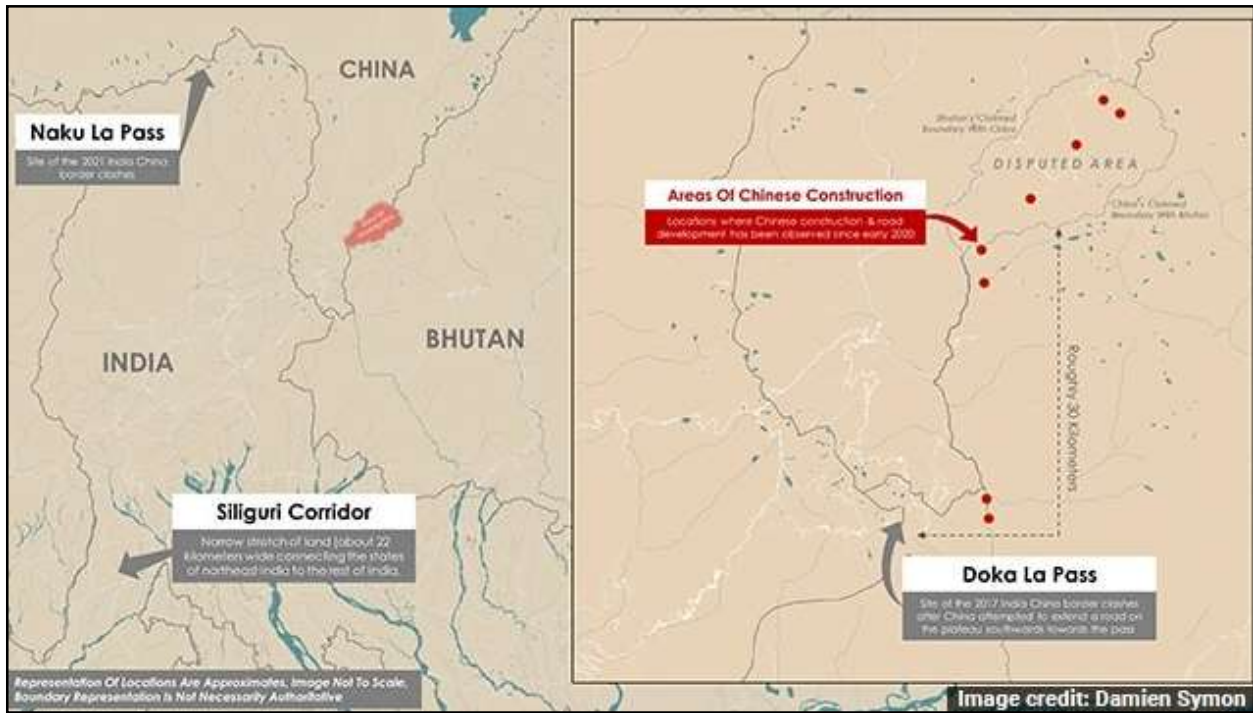 CHINA
Naku La Pass
Site of the 2021 India China
border clashes
INDIA
BHUTAN
Siliguri Corridor
Narrow stretch of land (about 22
kilometers wide connecting the states
of northeast India to the rest of India.
Representation Of Locations Are Approximates, Image Not To Scale,
Boundary Representation Is Not Necessarily Authoritative
Bhutan's Claimed
Boundary With China
DISPUTED AREA
China's Claimed
Boundary With Bhutan
Areas Of Chinese Construction
Locations where Chinese construction & road
development has been observed since early 2020
Roughly 30 Kilometers
Doka La Pass
Site of the 2017 India China border clashes
after China attempted to extend a road on
the plateau southwards towards the pass
Image credit: Damien Symon